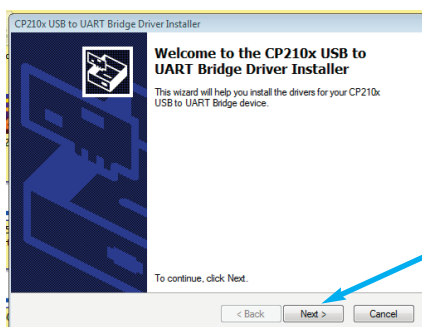 CP210x USB to UART Bridge Driver Installer
Welcome to the CP210x USB to
UART Bridge Driver Installer
This wizard will help you install the drivers for your CP210x
USB to UART Bridge device.
To continue, click Next.
< Back
Next >
Cancel